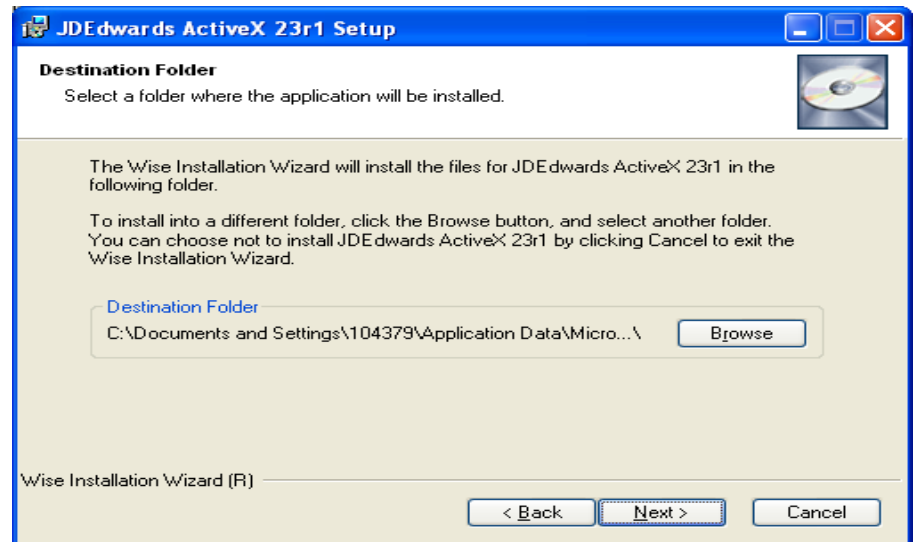 JDEdwards ActiveX 23r1 Setup
Destination Folder
Select a folder where the application will be installed.
The Wise Installation Wizard will install the files for JDEdwards ActiveX 23r1 in the
following folder.
To install into a different folder, click the Browse button, and select another folder.
You can choose not to install JDEdwards ActiveX 23r1 by clicking Cancel to exit the
Wise Installation Wizard.
Destination Folder
C:\Documents and Settings\104379\Application Data\Micro...\ Browse
Wise Installation Wizard (R)
< Back Next > Cancel